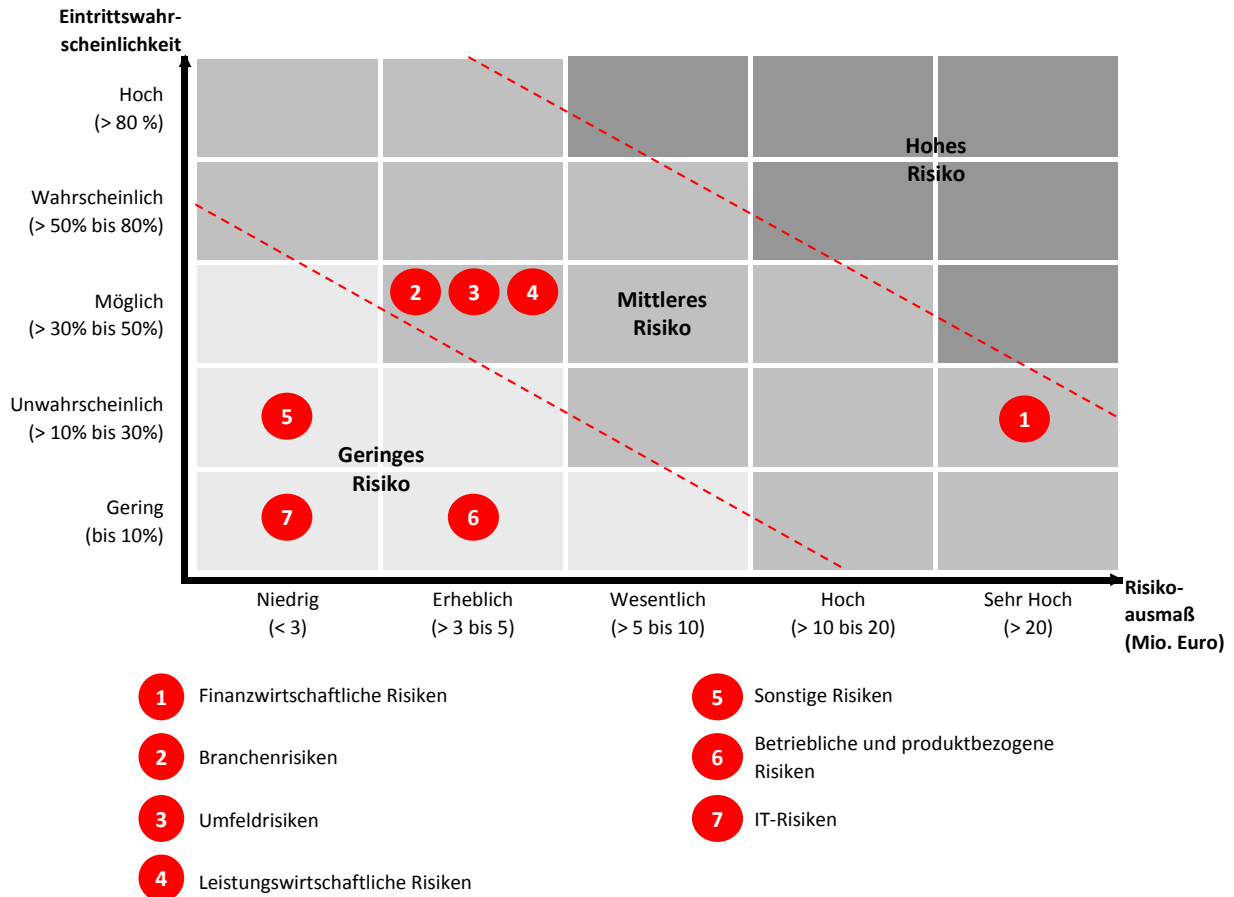 Eintrittswahr-
scheinlichkeit
Hoch
(> 80 %)
Hohes
Risiko
Wahrscheinlich
(> 50% bis 80%)
Möglich
(> 30% bis 50%)
2 3 4
Mittleres
Risiko
Unwahrscheinlich
(> 10% bis 30%)
5
1
Geringes
Risiko
Gering
(bis 10%)
7
6
Niedrig
(< 3)
Erheblich
(> 3 bis 5)
Wesentlich
(> 5 bis 10)
Hoch
(> 10 bis 20)
Sehr Hoch
(> 20)
Risiko-
ausmaß
(Mio. Euro)
1 Finanzwirtschaftliche Risiken
2 Branchenrisiken
3 Umfeldrisiken
4 Leistungswirtschaftliche Risiken
5 Sonstige Risiken
6 Betriebliche und produktbezogene
Risiken
7 IT-Risiken